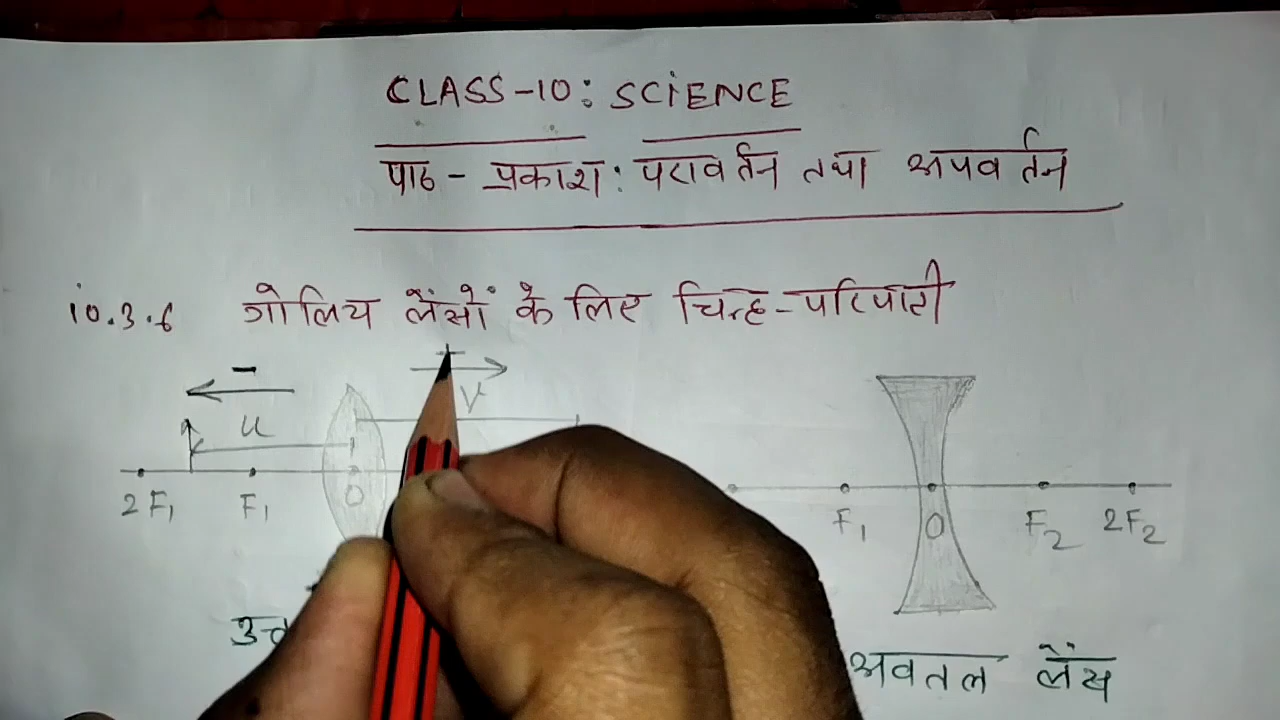 CLASS-10: SCIENCE
पाठ - प्रकाश: परावर्तन तथा अपवर्तन
10.3.6 गोलिय लेंसों के लिए चिन्ह-परिपाटी
- +
u v
2F1 F1 O F1 O F2 2F2
अवतल लेंस